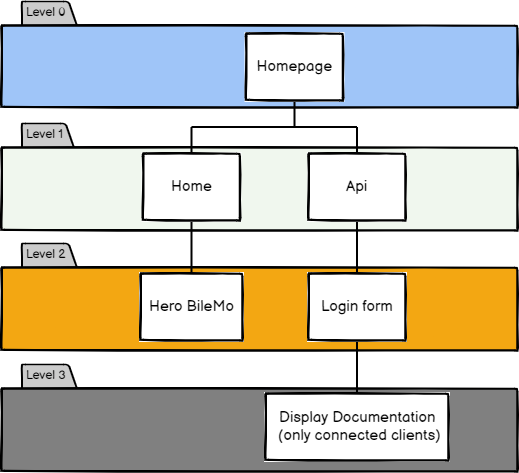 Level 0
Homepage
Level 1
Home
Api
Level 2
Hero BileMo
Login form
Level 3
Display Documentation
(only connected clients)